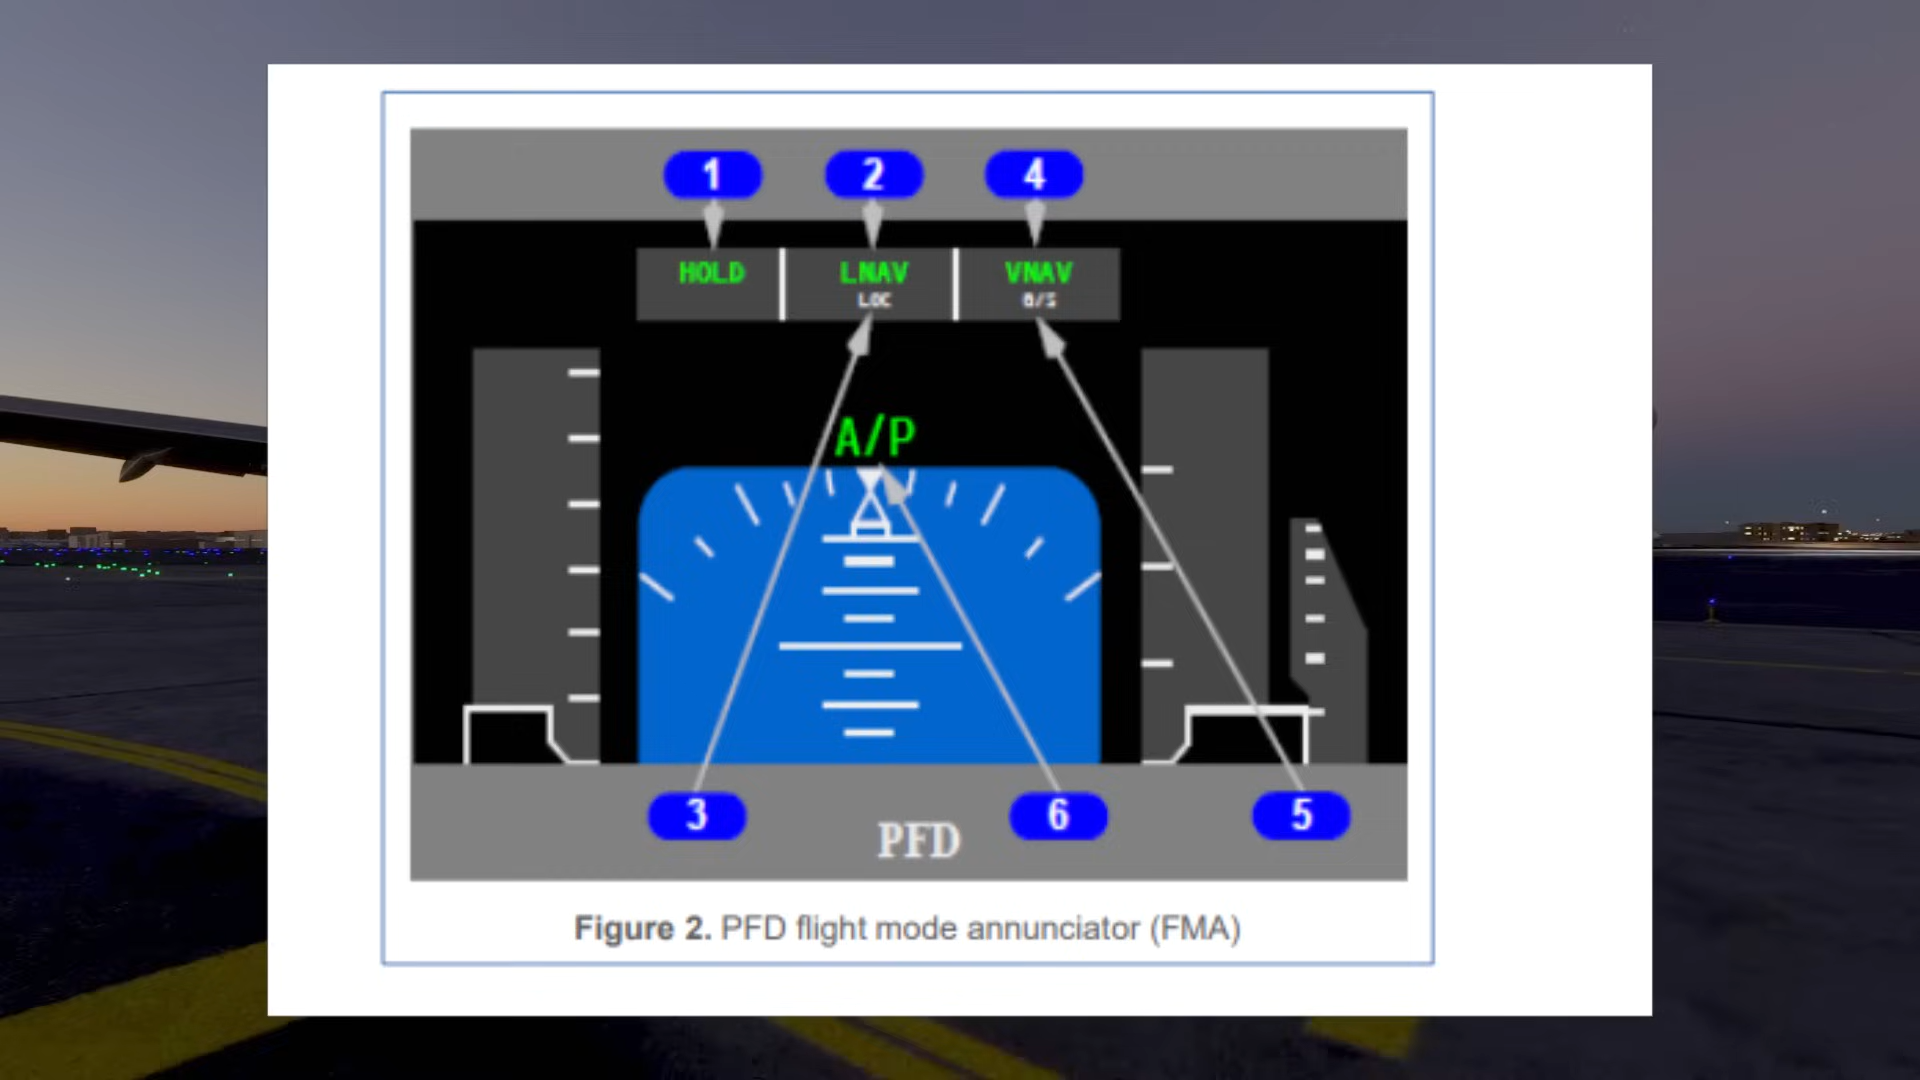 1 2 4
HOLD LNAV VNAV
LOC G/S
A/P
3 6 5
PFD
Figure 2. PFD flight mode annunciator (FMA)